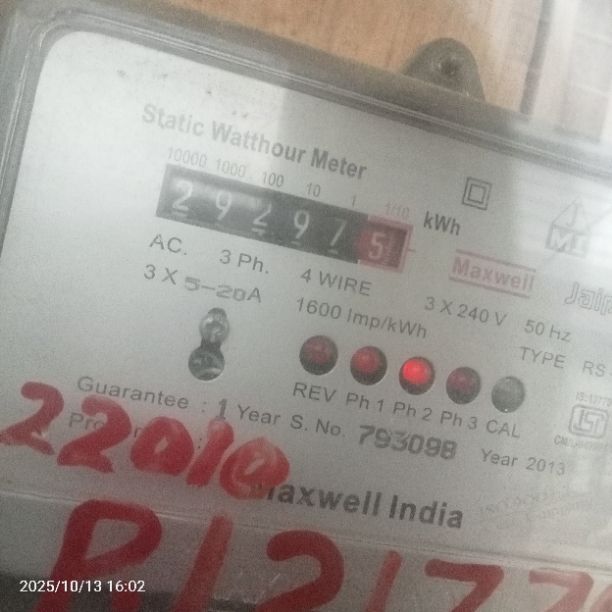 Static Watthour Meter
10000 1000 100 10 1 1/10
2 9 2 9 7 5 kWh
AC. 3 Ph. 4 WIRE
Maxwell
3 X 5-20A
1600 Imp/kWh
3 X 240 V 50 Hz
TYPE RS
REV Ph 1 Ph 2 Ph 3 CAL
Guarantee : 1 Year S. No. 793098 Year 2013
22010
Maxwell India
2025/10/13 16:02